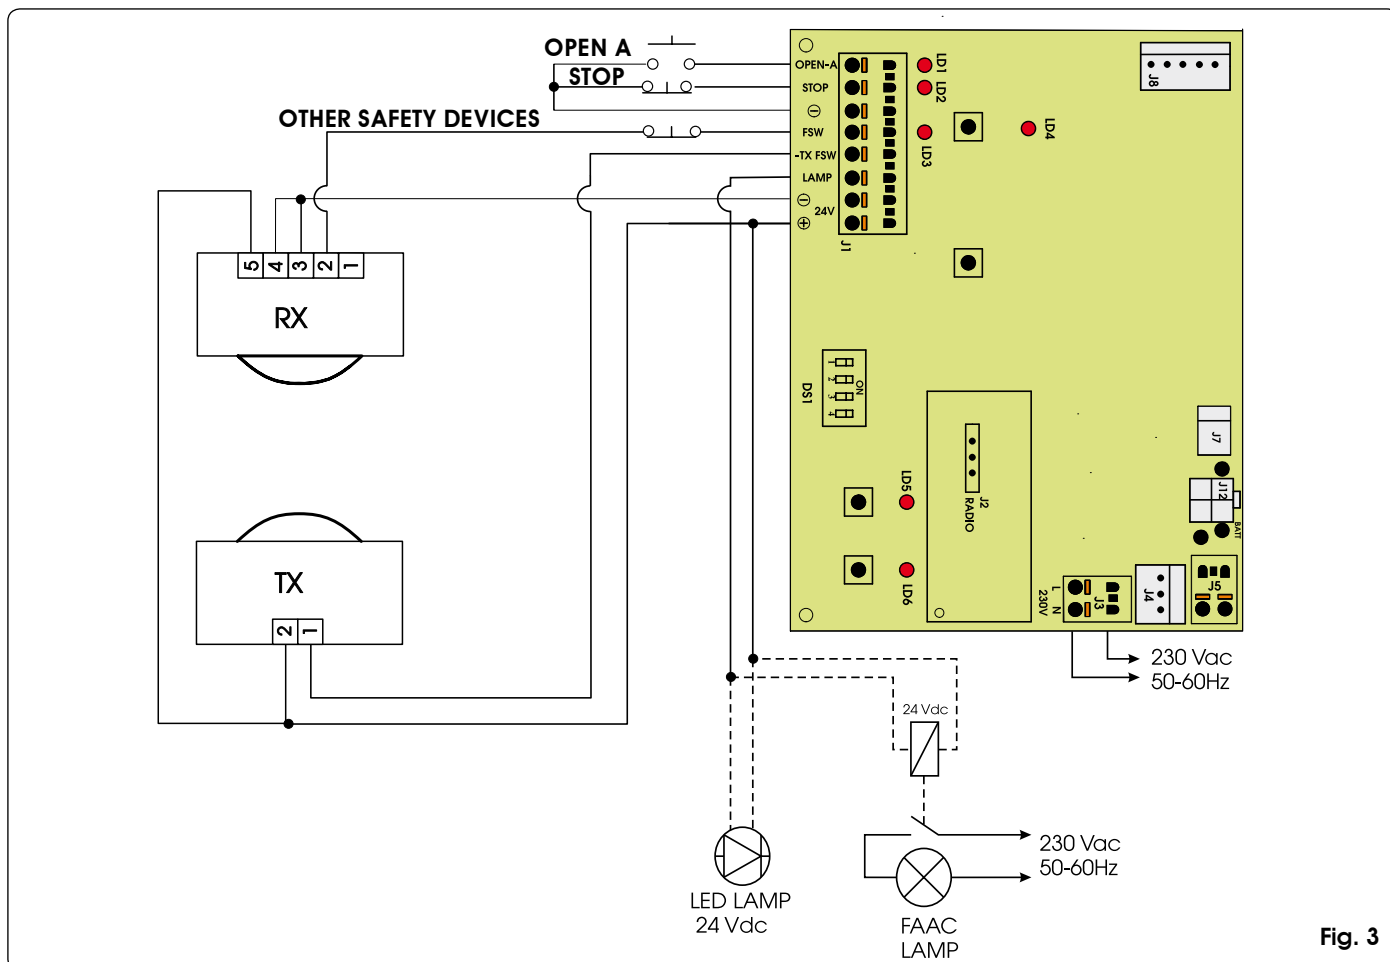 OPEN A
STOP
OTHER SAFETY DEVICES
OPEN-A
STOP
⊖
FSW
-TX FSW
LAMP
⊖
24V
⊕
J1
LD1
LD2
LD3
LD4
J8
5 4 3 2 1
RX
TX
2 1
DS1
1
2
3
4
ON
LD5
LD6
J2
RADIO
J7
J12
BATT
J5
J4
J3
L
N
230V
230 Vac
50-60Hz
24 Vdc
230 Vac
50-60Hz
LED LAMP
24 Vdc
FAAC
LAMP
Fig. 3